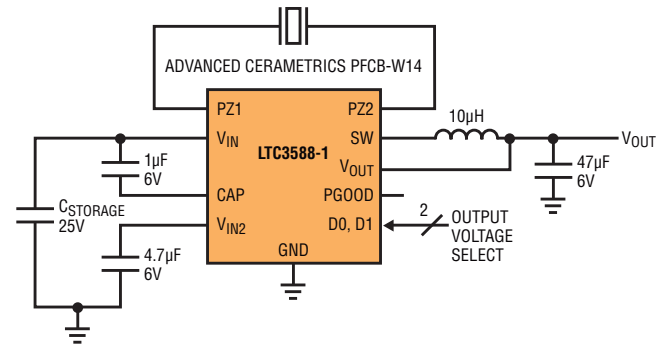 ADVANCED CERAMETRICS PFCB-W14
PZ1
PZ2
VIN
LTC3588-1
SW
10µH
VOUT
VOUT
1µF
6V
47µF
6V
CAP
PGOOD
CSTORAGE
25V
VIN2
D0, D1
2
OUTPUT
VOLTAGE
SELECT
4.7µF
6V
GND